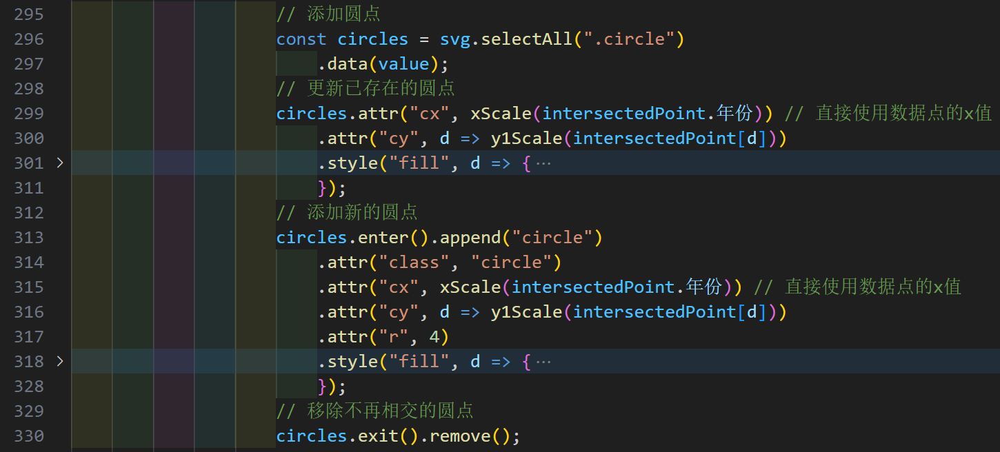 295 // 添加圆点
296 const circles = svg.selectAll(".circle")
297 .data(value);
298 // 更新已存在的圆点
299 circles.attr("cx", xScale(intersectedPoint.年份)) // 直接使用数据点的x值
300 .attr("cy", d => y1Scale(intersectedPoint[d]))
301 .style("fill", d => { ⋯
311 });
312 // 添加新的圆点
313 circles.enter().append("circle")
314 .attr("class", "circle")
315 .attr("cx", xScale(intersectedPoint.年份)) // 直接使用数据点的x值
316 .attr("cy", d => y1Scale(intersectedPoint[d]))
317 .attr("r", 4)
318 .style("fill", d => { ⋯
328 });
329 // 移除不再相交的圆点
330 circles.exit().remove();